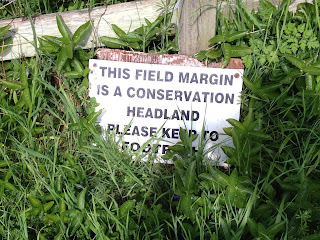 THIS FIELD MARGIN
IS A CONSERVATION
HEADLAND
PLEASE KEEP TO